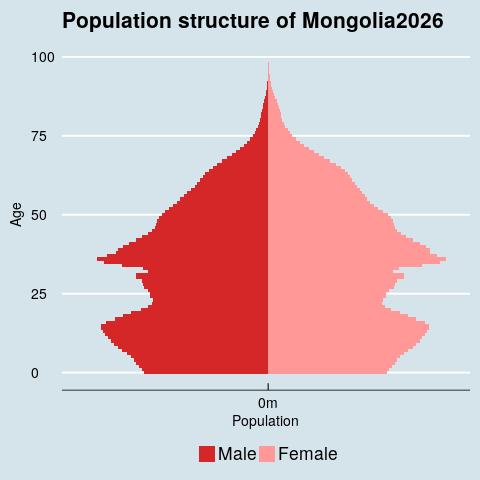 Population structure of Mongolia2026
100
75
50
25
0
Age
0m
Population
Male Female